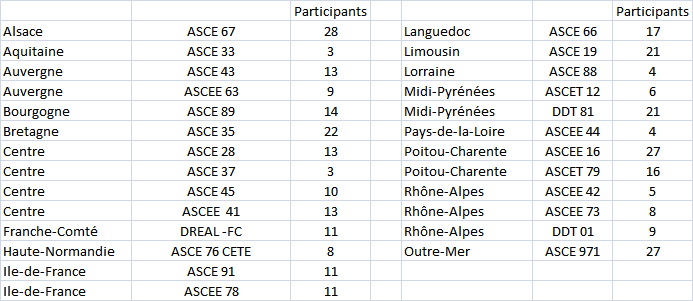 Participants Participants
Alsace ASCE 67 28 Languedoc ASCE 66 17
Aquitaine ASCE 33 3 Limousin ASCE 19 21
Auvergne ASCE 43 13 Lorraine ASCE 88 4
Auvergne ASCEE 63 9 Midi-Pyrénées ASCET 12 6
Bourgogne ASCE 89 14 Midi-Pyrénées DDT 81 21
Bretagne ASCE 35 22 Pays-de-la-Loire ASCEE 44 4
Centre ASCE 28 13 Poitou-Charente ASCEE 16 27
Centre ASCE 37 3 Poitou-Charente ASCET 79 16
Centre ASCE 45 10 Rhône-Alpes ASCEE 42 5
Centre ASCEE 41 13 Rhône-Alpes ASCEE 73 8
Franche-Comté DREAL -FC 11 Rhône-Alpes DDT 01 9
Haute-Normandie ASCE 76 CETE 8 Outre-Mer ASCE 971 27
Ile-de-France ASCE 91 11
Ile-de-France ASCEE 78 11